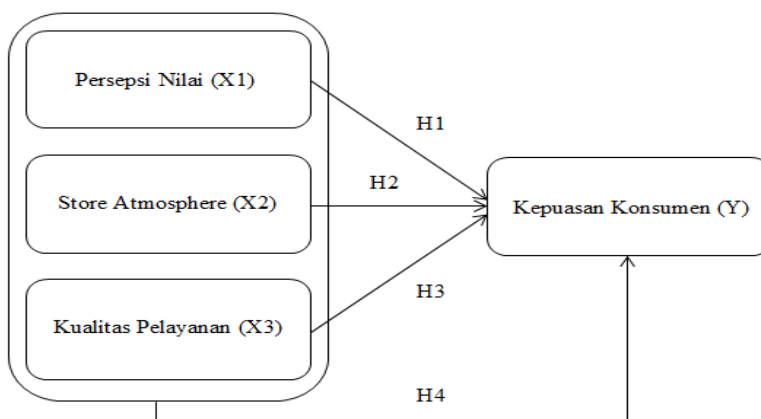 Persepsi Nilai (X1)
H1
H2
Store Atmosphere (X2)
Kepuasan Konsumen (Y)
H3
Kualitas Pelayanan (X3)
H4